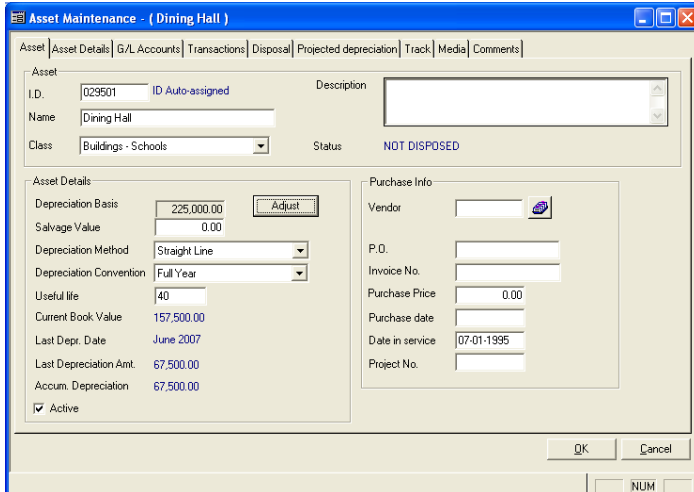 Asset Maintenance - ( Dining Hall )
Asset Asset Details G/L Accounts Transactions Disposal Projected depreciation Track Media Comments
Asset
I.D. 029501 ID Auto-assigned Description
Name Dining Hall
Class Buildings - Schools Status NOT DISPOSED
Asset Details Purchase Info
Depreciation Basis 225,000.00 Adjust Vendor
Salvage Value 0.00
Depreciation Method Straight Line P.O.
Depreciation Convention Full Year Invoice No.
Useful life 40 Purchase Price 0.00
Current Book Value 157,500.00 Purchase date
Last Depr. Date June 2007 Date in service 07-01-1995
Last Depreciation Amt. 67,500.00 Project No.
Accum. Depreciation 67,500.00
Active
OK Cancel
NUM